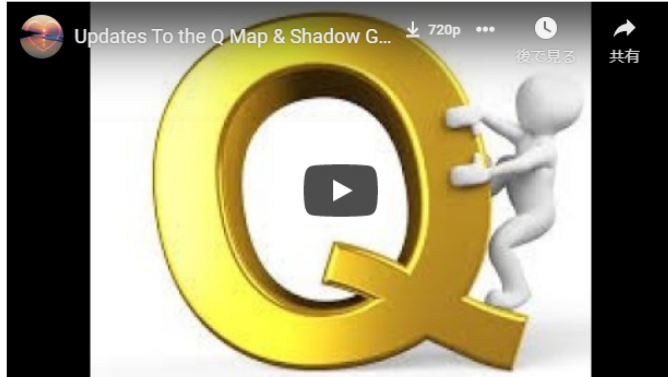 Updates To the Q Map & Shadow G...
720p
後で見る
共有
Q